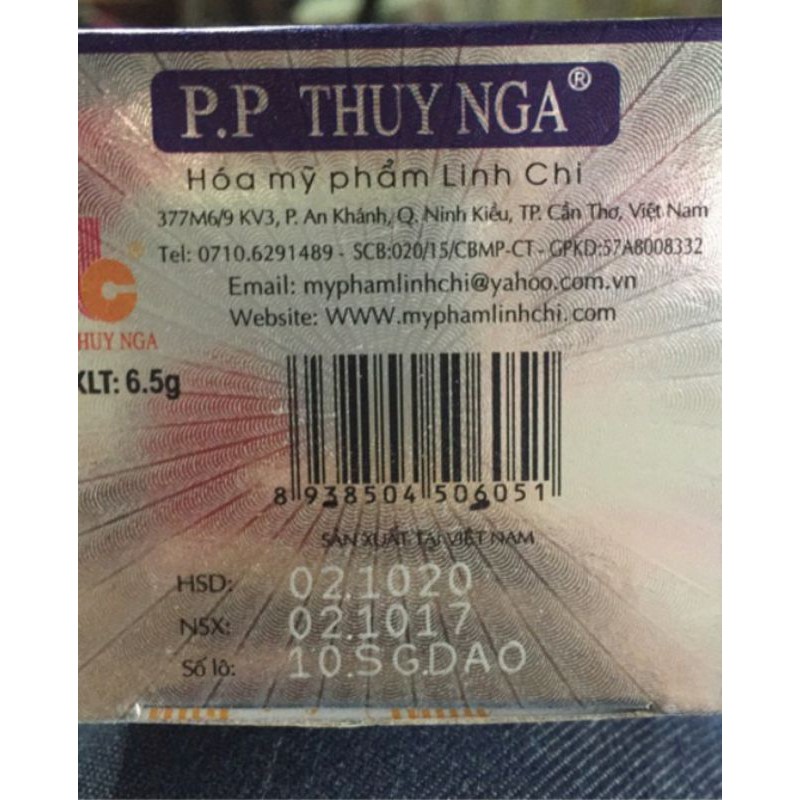 P.P THUY NGA®
Hóa mỹ phẩm Linh Chi
377M6/9 KV3, P. An Khánh, Q. Ninh Kiều, TP. Cần Thơ, Việt Nam
Tel: 0710.6291489 - SCB:020/15/CBMP-CT - GPKD:57A8008332
Email: myphamlinhchi@yahoo.com.vn
Website: WWW.myphamlinhchi.com
HUY NGA
KLT: 6.5g
8 938504 506051
SẢN XUẤT TẠI VIỆT NAM
HSD: 02.1020
NSX: 02.1017
Số lô: 10.SG.DAO